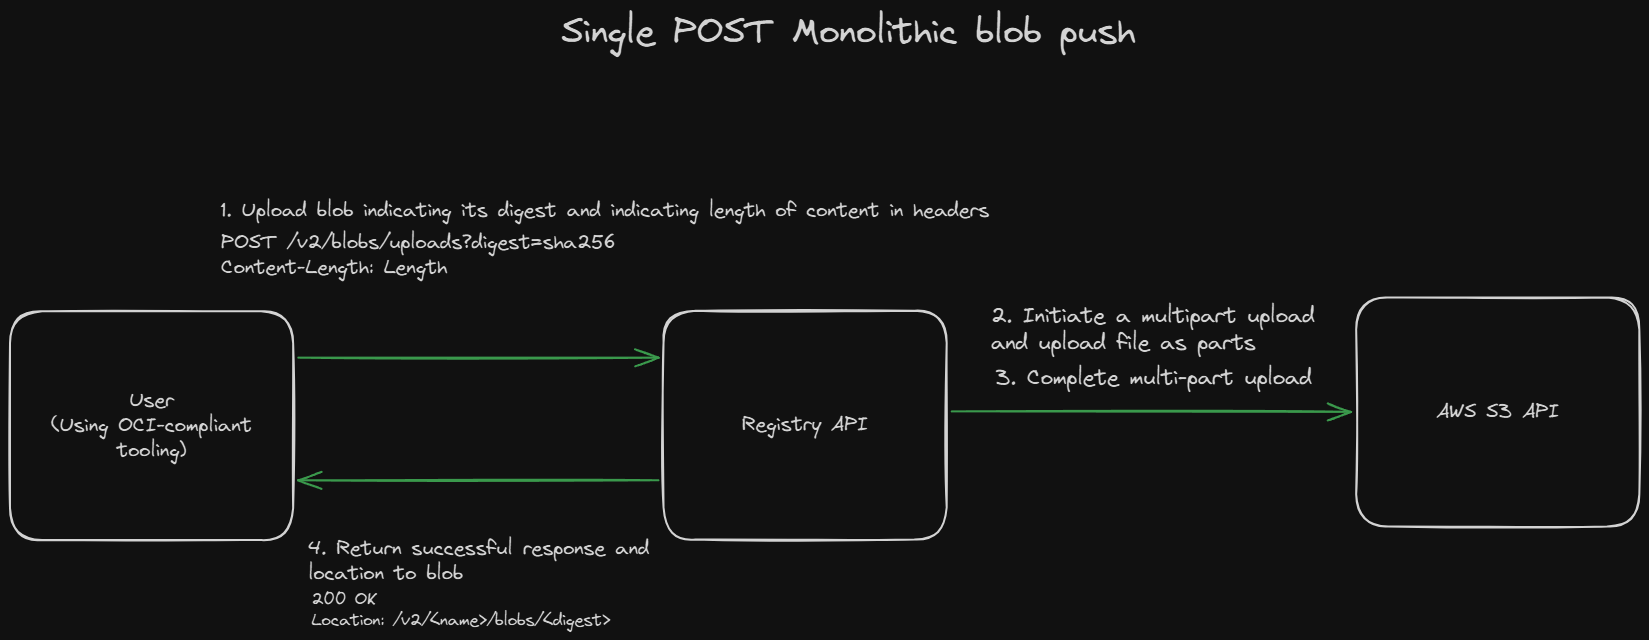 Single POST Monolithic blob push
1. Upload blob indicating its digest and indicating length of content in headers
POST /v2/blobs/uploads?digest=sha256
Content-Length: Length
User
(Using OCI-compliant
tooling)
Registry API
2. Initiate a multipart upload
and upload file as parts
3. Complete multi-part upload
AWS S3 API
4. Return successful response and
location to blob
200 OK
Location: /v2/<name>/blobs/<digest>